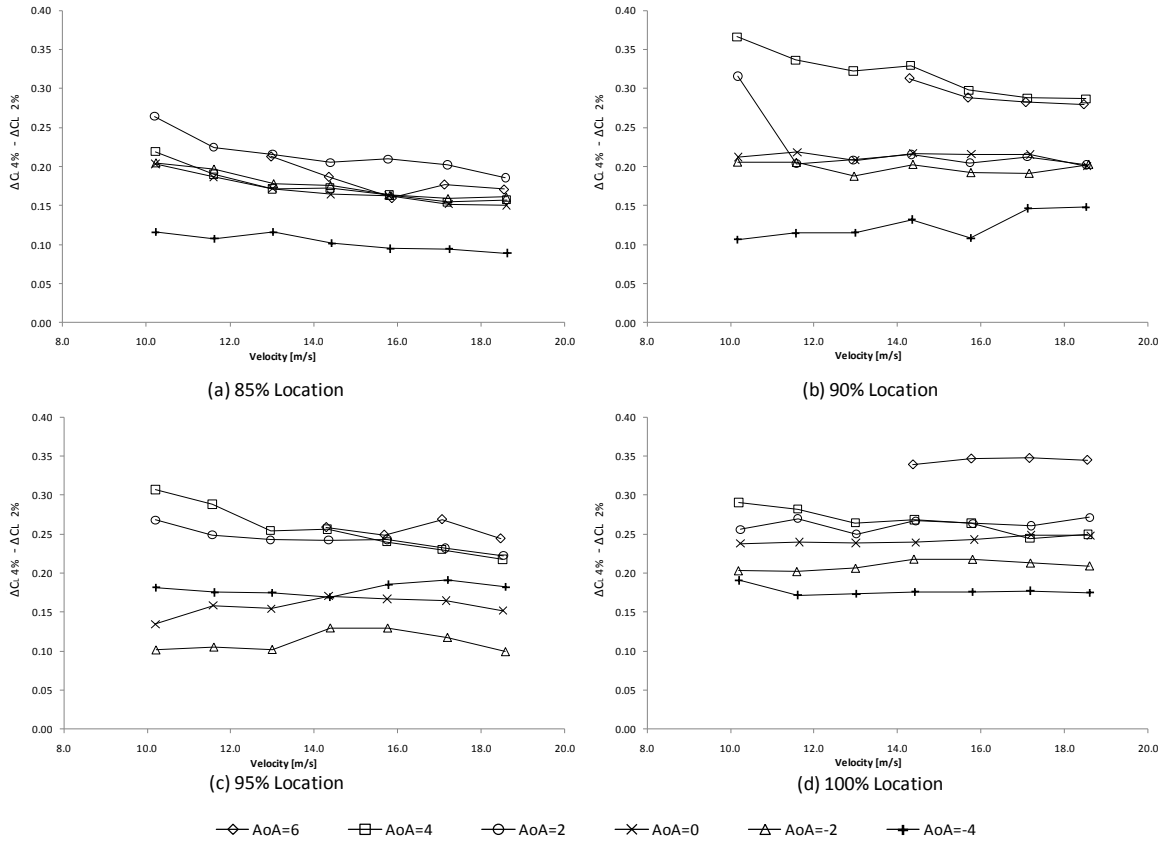 0.40
0.35
0.30
0.25
0.20
0.15
0.10
0.05
0.00
ΔCL 4% - ΔCL 2%
8.0 10.0 12.0 14.0 16.0 18.0 20.0
Velocity [m/s]
(a) 85% Location
0.40
0.35
0.30
0.25
0.20
0.15
0.10
0.05
0.00
ΔCL 4% - ΔCL 2%
8.0 10.0 12.0 14.0 16.0 18.0 20.0
Velocity [m/s]
(b) 90% Location
0.40
0.35
0.30
0.25
0.20
0.15
0.10
0.05
0.00
ΔCL 4% - ΔCL 2%
8.0 10.0 12.0 14.0 16.0 18.0 20.0
Velocity [m/s]
(c) 95% Location
0.40
0.35
0.30
0.25
0.20
0.15
0.10
0.05
0.00
ΔCL 4% - ΔCL 2%
8.0 10.0 12.0 14.0 16.0 18.0 20.0
Velocity [m/s]
(d) 100% Location
AoA=6 AoA=4 AoA=2 AoA=0 AoA=-2 AoA=-4